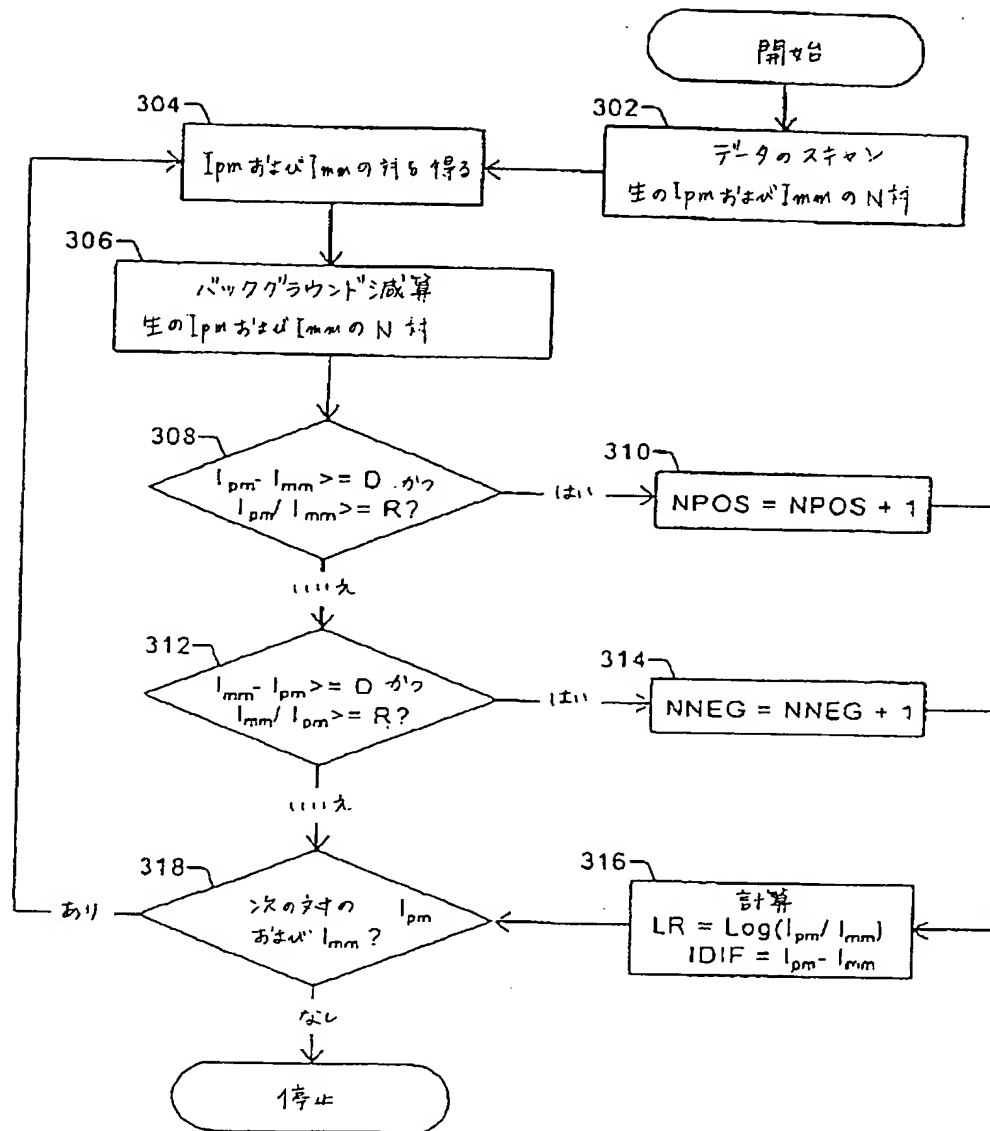 開始
302
データのスキャン
生のIpmおよびImmのN対
304
IpmおよびImmの対を得る
306
バックグラウンド減算
生のIpmおよびImmのN対
308
Ipm- Imm>= D かつ
Ipm/ Imm>= R?
はい
310
NPOS = NPOS + 1
いいえ
312
Imm- Ipm>= D かつ
Imm/ Ipm>= R?
はい
314
NNEG = NNEG + 1
いいえ
316
計算
LR = Log(Ipm/ Imm)
IDIF = Ipm- Imm
318
次の対の Ipm
および Imm?
あり
なし
停止